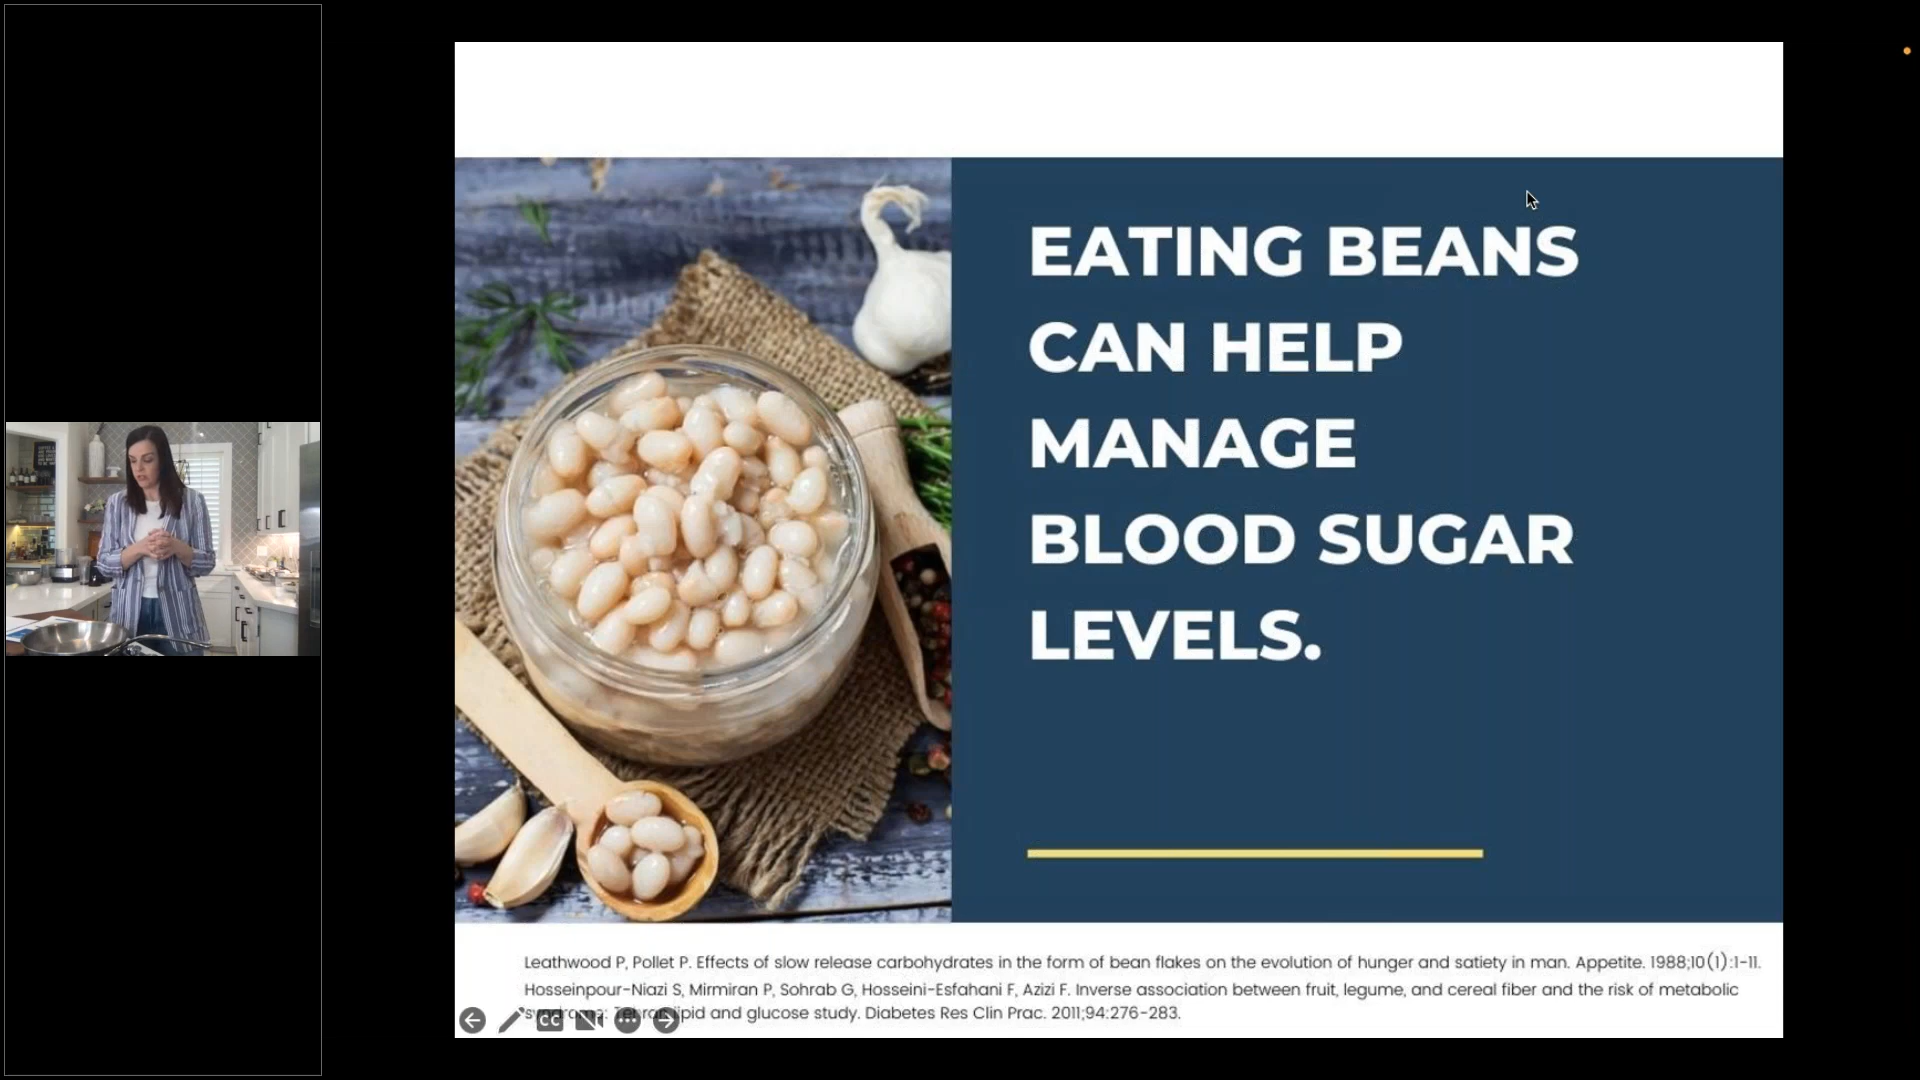 EATING BEANS
CAN HELP
MANAGE
BLOOD SUGAR
LEVELS.
Leathwood P, Pollet P. Effects of slow release carbohydrates in the form of bean flakes on the evolution of hunger and satiety in man. Appetite. 1988;10(1):1-11.
Hosseinpour-Niazi S, Mirmiran P, Sohrab G, Hosseini-Esfahani F, Azizi F. Inverse association between fruit, legume, and cereal fiber and the risk of metabolic
syndrome: Tehran lipid and glucose study. Diabetes Res Clin Prac. 2011;94:276-283.
CC